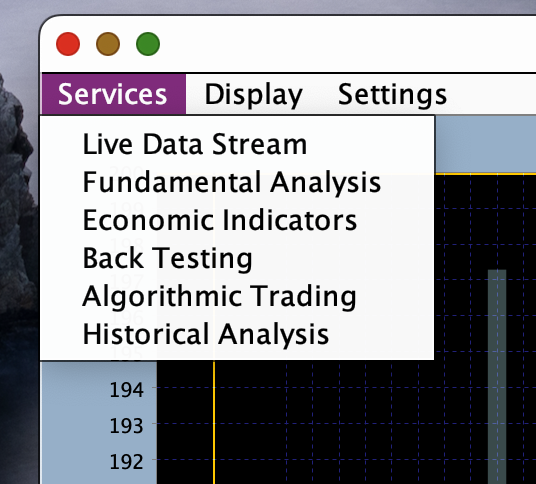 Services Display Settings
Live Data Stream
Fundamental Analysis
Economic Indicators
Back Testing
Algorithmic Trading
Historical Analysis
194
193
192